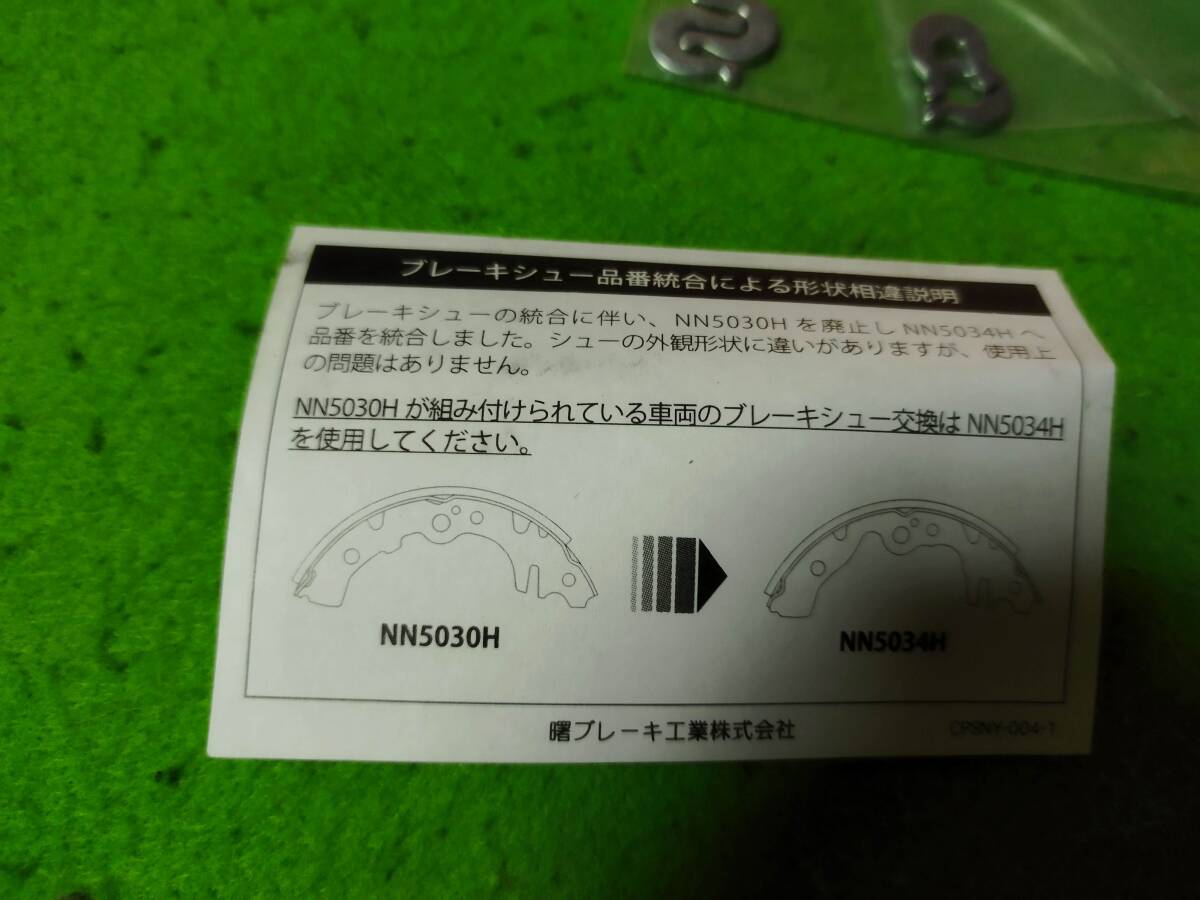 ブレーキシュー品番統合による形状相違説明
ブレーキシューの統合に伴い、NN5030H を廃止し NN5034H へ
品番を統合しました。シューの外観形状に違いがありますが、使用上
の問題はありません。
NN5030H が組み付けられている車両のブレーキシュー交換は NN5034H
を使用してください。
NN5030H
NN5034H
曙ブレーキ工業株式会社
CRSNY-004-1